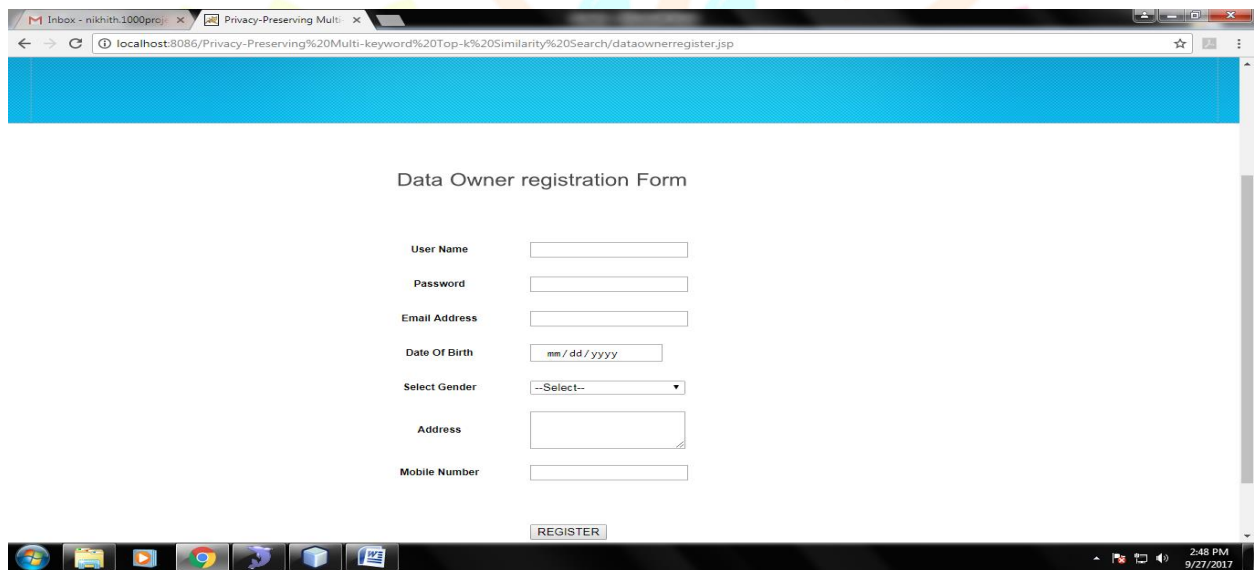 Inbox - nikhith.1000proje
Privacy-Preserving Multi-
localhost:8086/Privacy-Preserving%20Multi-keyword%20Top-k%20Similarity%20Search/dataownerregister.jsp
Data Owner registration Form
User Name
Password
Email Address
Date Of Birth mm/dd/yyyy
Select Gender --Select--
Address
Mobile Number
REGISTER
2:48 PM
9/27/2017